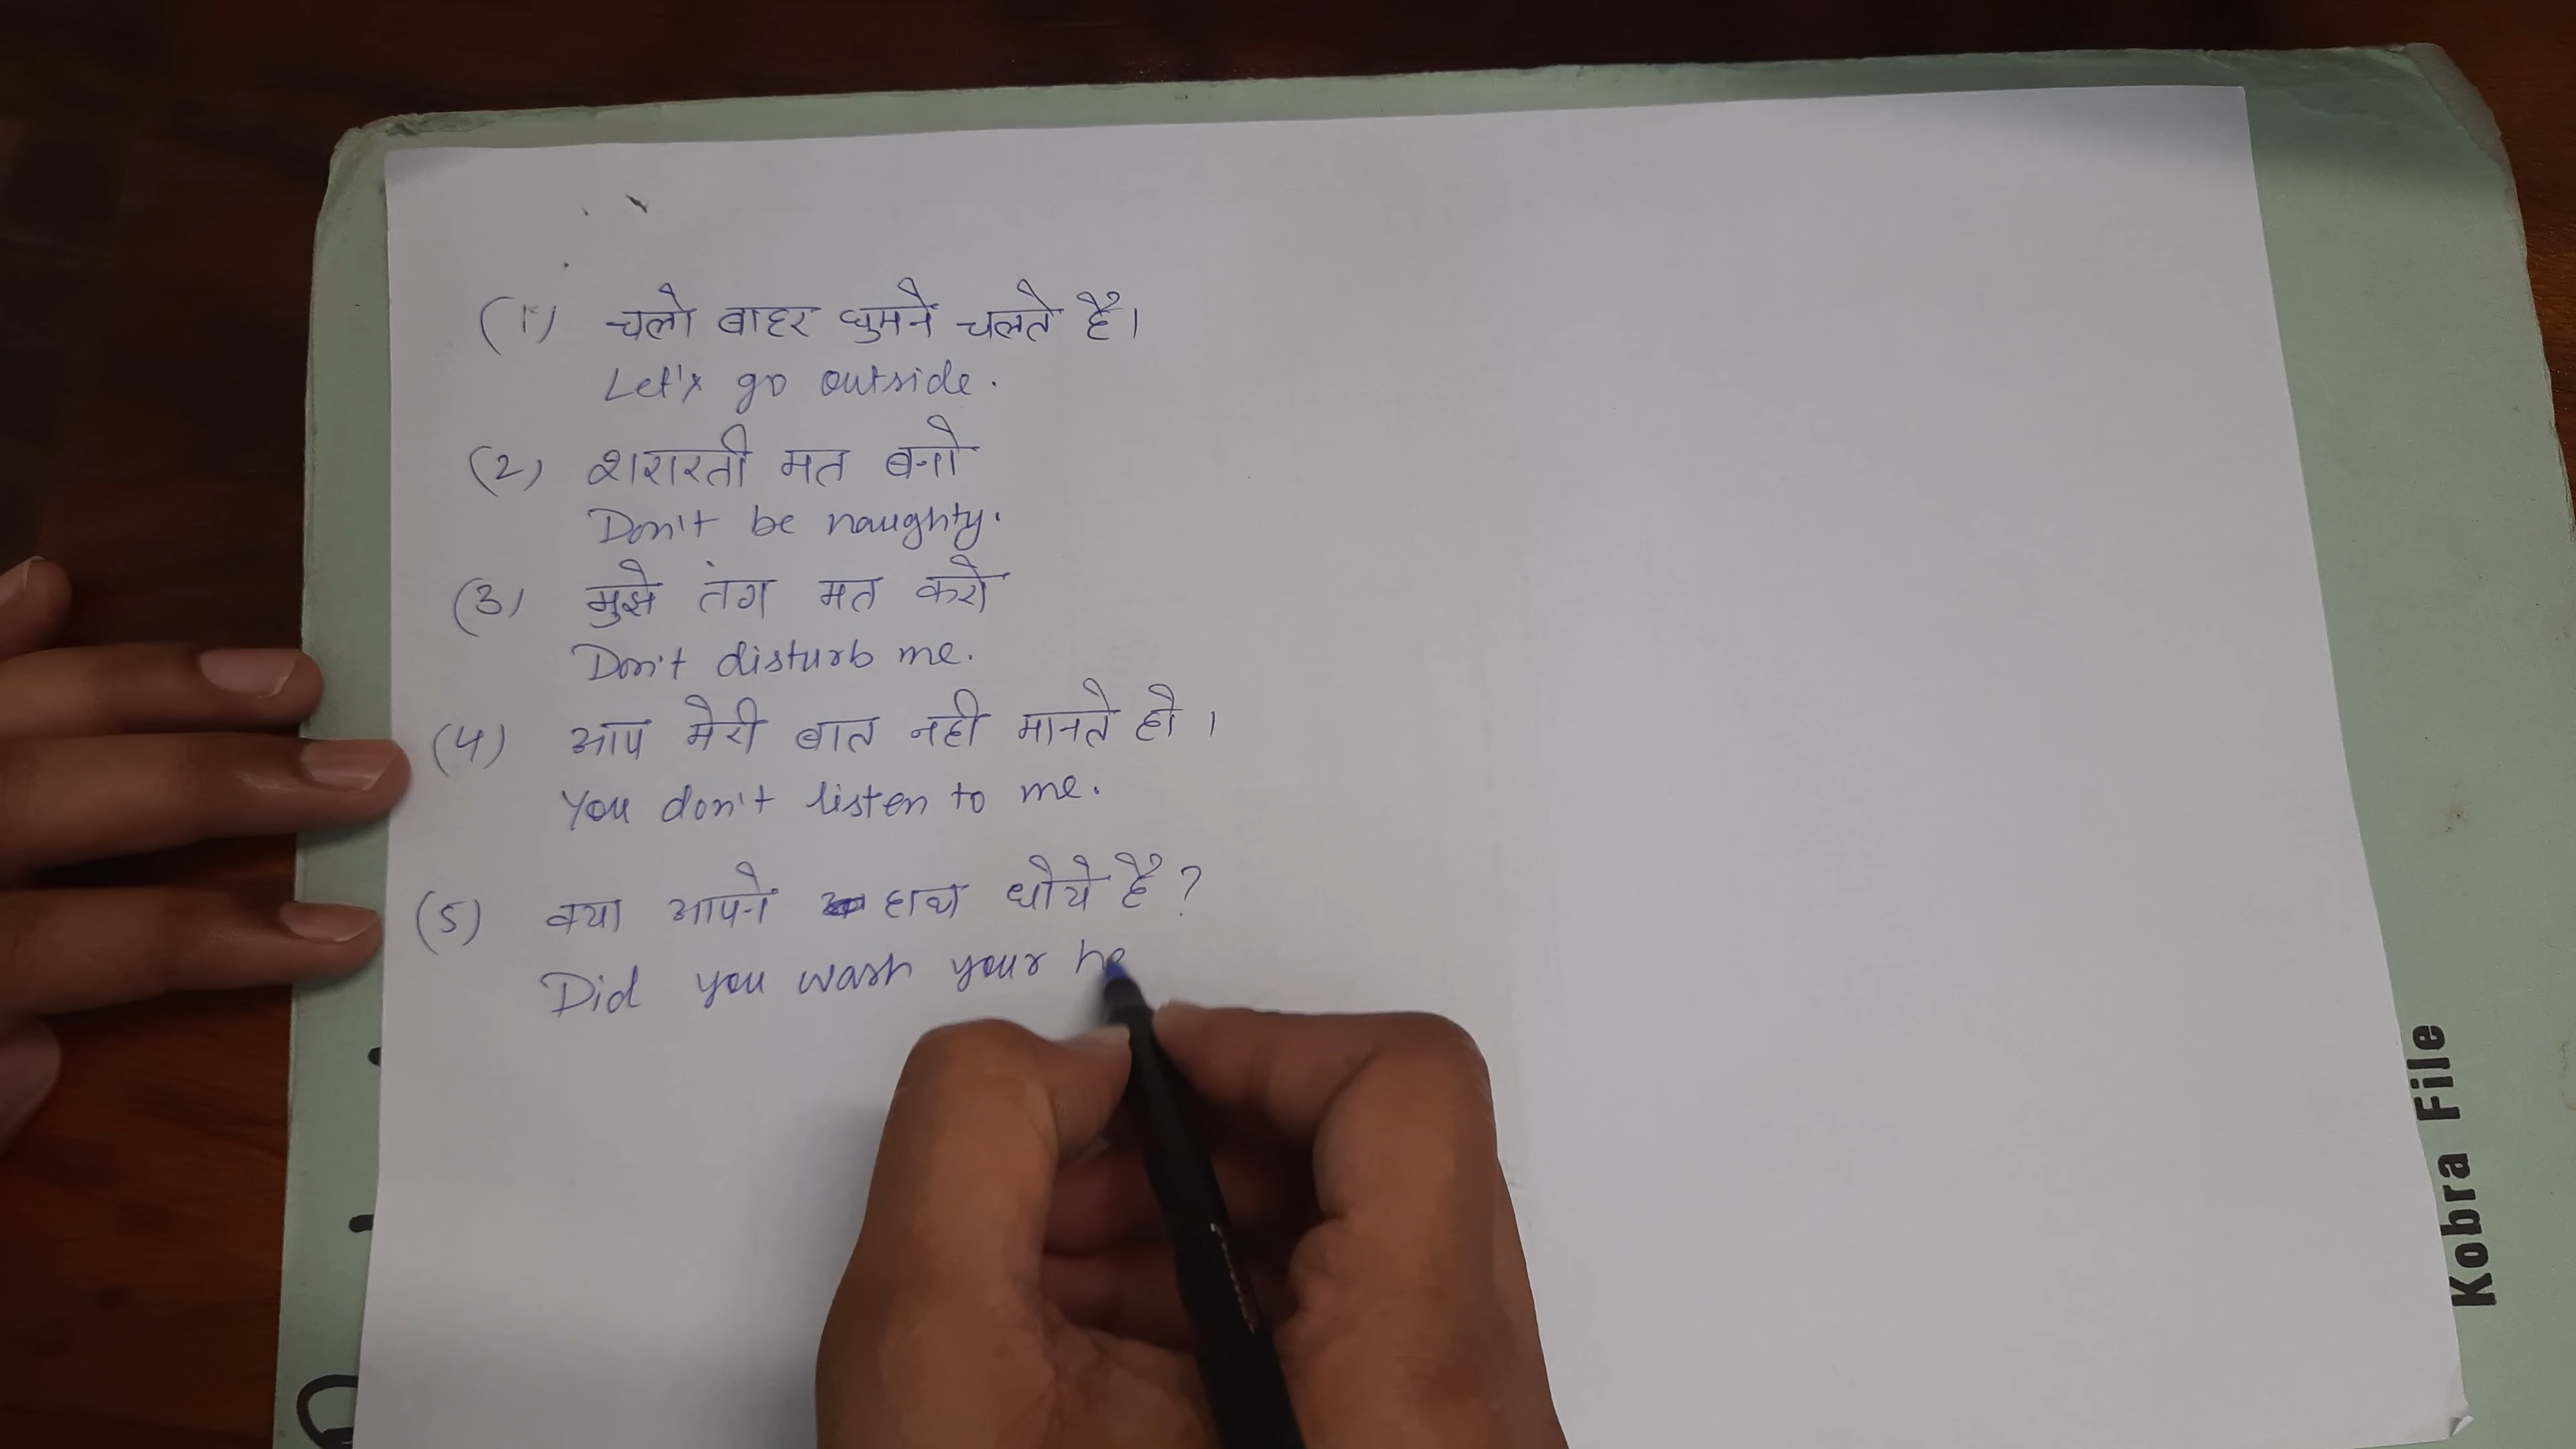 (1) चलो बाहर घुमने चलते है।
Let's go outside.
(2) शरारती मत बनो
Don't be naughty.
(3) मुझे तंग मत करो
Don't disturb me.
(4) आप मेरी बात नही मानते हो ।
You don't listen to me.
(5) क्या आपने हाथ धोये है ?
Did you wash your
Kobra File